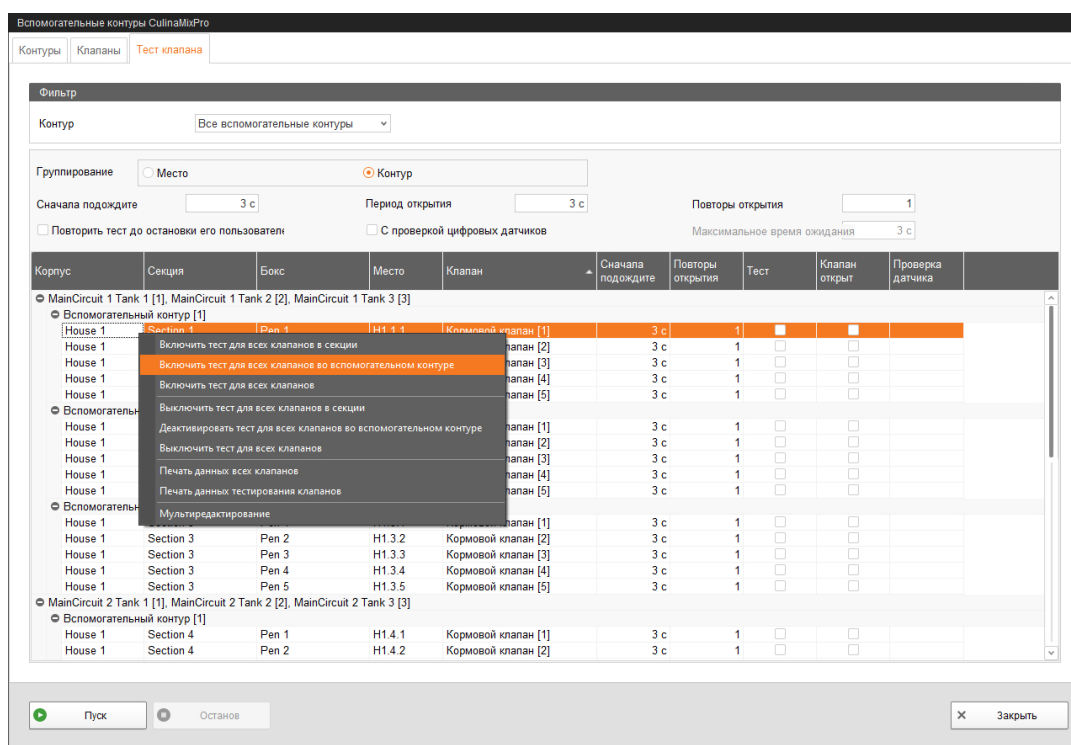 Вспомогательные контуры CulinaMixPro
Контуры Клапаны Тест клапана
Фильтр
Контур Все вспомогательные контуры
Группирование Место Контур
Сначала подождите 3 с Период открытия 3 с Повторы открытия 1
Повторить тест до остановки его пользователе С проверкой цифровых датчиков Максимальное время ожидания 3 с
Корпус Секция Бокс Место Клапан Сначала подождите Повторы открытия Тест Клапан открыт Проверка датчика
MainCircuit 1 Tank 1 [1], MainCircuit 1 Tank 2 [2], MainCircuit 1 Tank 3 [3]
Вспомогательный контур [1]
House 1 Section 1 Pen 1 H1.1.1 Кормовой клапан [1] 3 с 1
House 1 Включить тест для всех клапанов в секции лапан [2] 3 с 1
House 1 Включить тест для всех клапанов во вспомогательном контуре лапан [3] 3 с 1
House 1 Включить тест для всех клапанов лапан [4] 3 с 1
House 1 лапан [5] 3 с 1
Вспомогательн Выключить тест для всех клапанов в секции
House 1 Деактивировать тест для всех клапанов во вспомогательном контуре лапан [1] 3 с 1
House 1 Выключить тест для всех клапанов лапан [2] 3 с 1
House 1 лапан [3] 3 с 1
House 1 Печать данных всех клапанов лапан [4] 3 с 1
House 1 Печать данных тестирования клапанов лапан [5] 3 с 1
Вспомогательн Мультиредактирование
House 1 Section 3 Pen 1 H1.3.1 Кормовой клапан [1] 3 с 1
House 1 Section 3 Pen 2 H1.3.2 Кормовой клапан [2] 3 с 1
House 1 Section 3 Pen 3 H1.3.3 Кормовой клапан [3] 3 с 1
House 1 Section 3 Pen 4 H1.3.4 Кормовой клапан [4] 3 с 1
House 1 Section 3 Pen 5 H1.3.5 Кормовой клапан [5] 3 с 1
MainCircuit 2 Tank 1 [1], MainCircuit 2 Tank 2 [2], MainCircuit 2 Tank 3 [3]
Вспомогательный контур [1]
House 1 Section 4 Pen 1 H1.4.1 Кормовой клапан [1] 3 с 1
House 1 Section 4 Pen 2 H1.4.2 Кормовой клапан [2] 3 с 1
Пуск Останов Закрыть